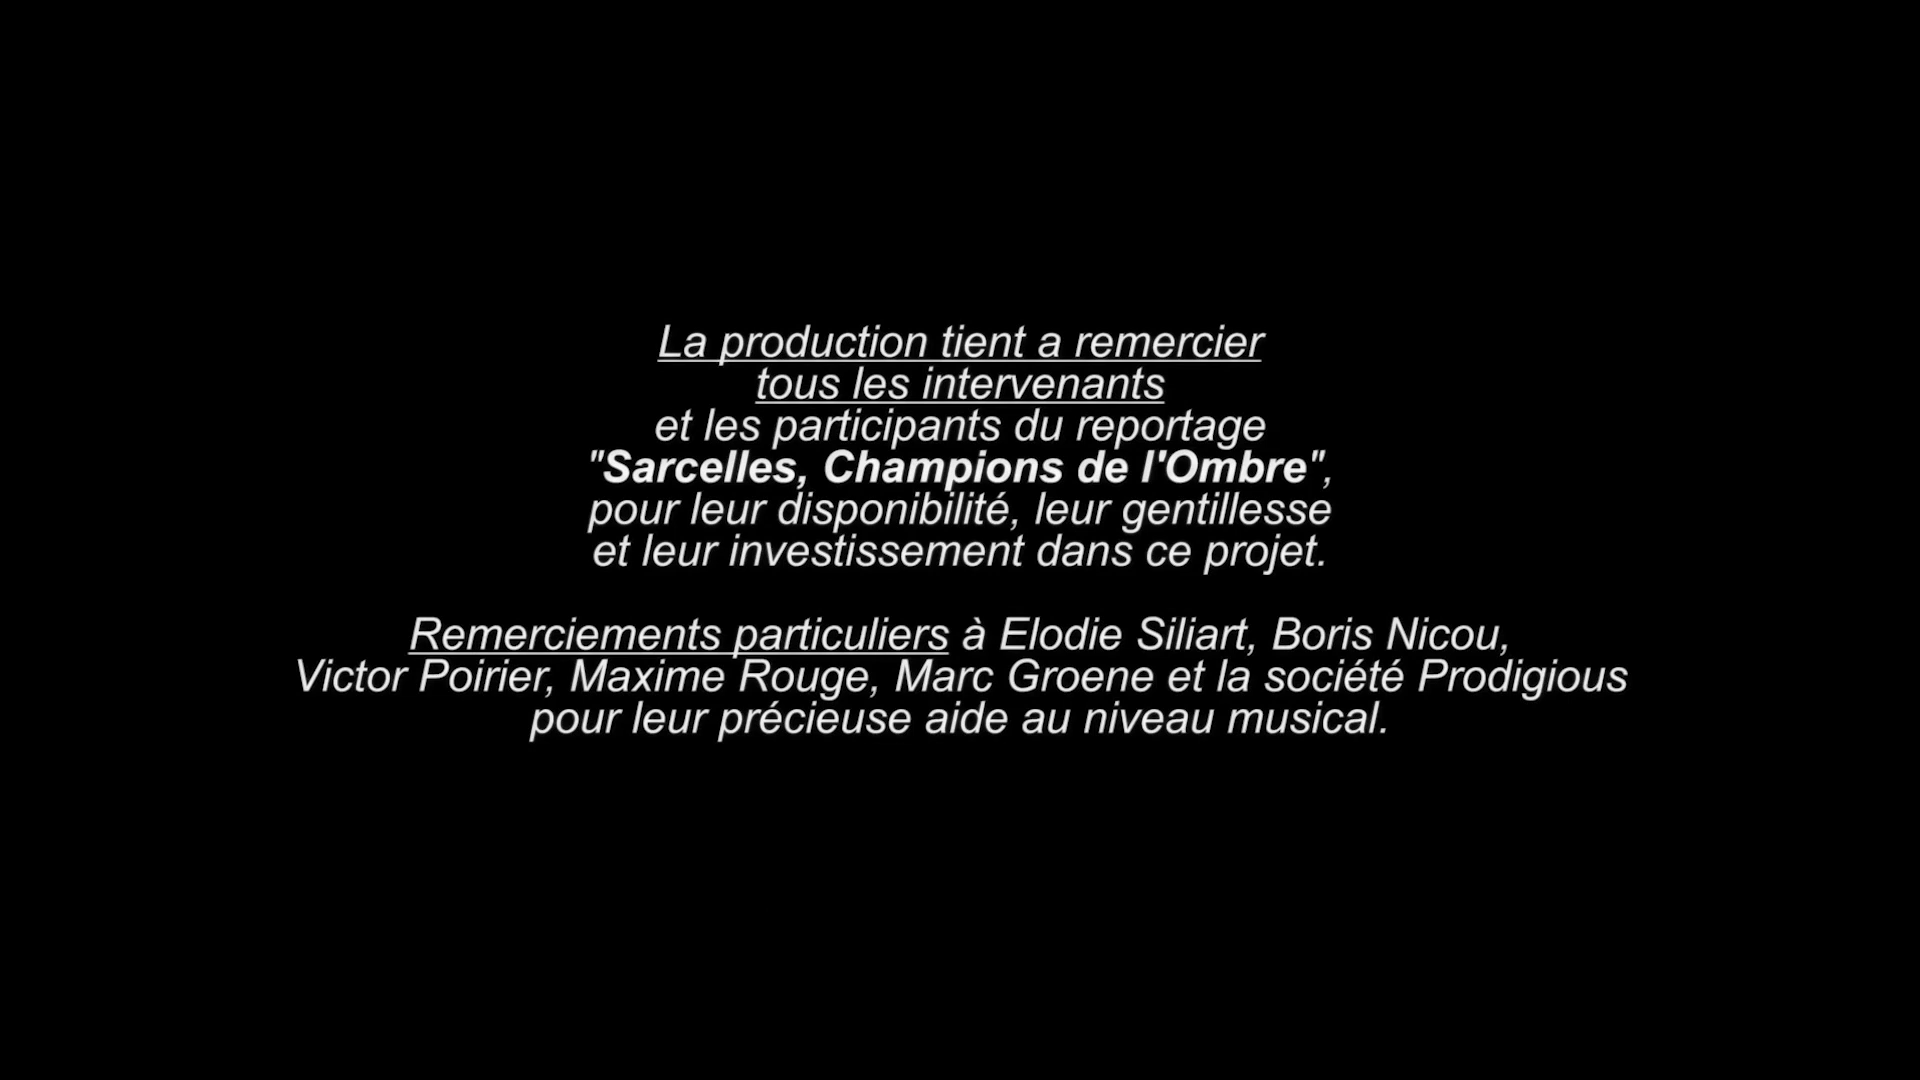 La production tient a remercier
tous les intervenants
et les participants du reportage
"Sarcelles, Champions de l'Ombre",
pour leur disponibilité, leur gentillesse
et leur investissement dans ce projet.
Remerciements particuliers à Elodie Siliart, Boris Nicou,
Victor Poirier, Maxime Rouge, Marc Groene et la société Prodigious
pour leur précieuse aide au niveau musical.